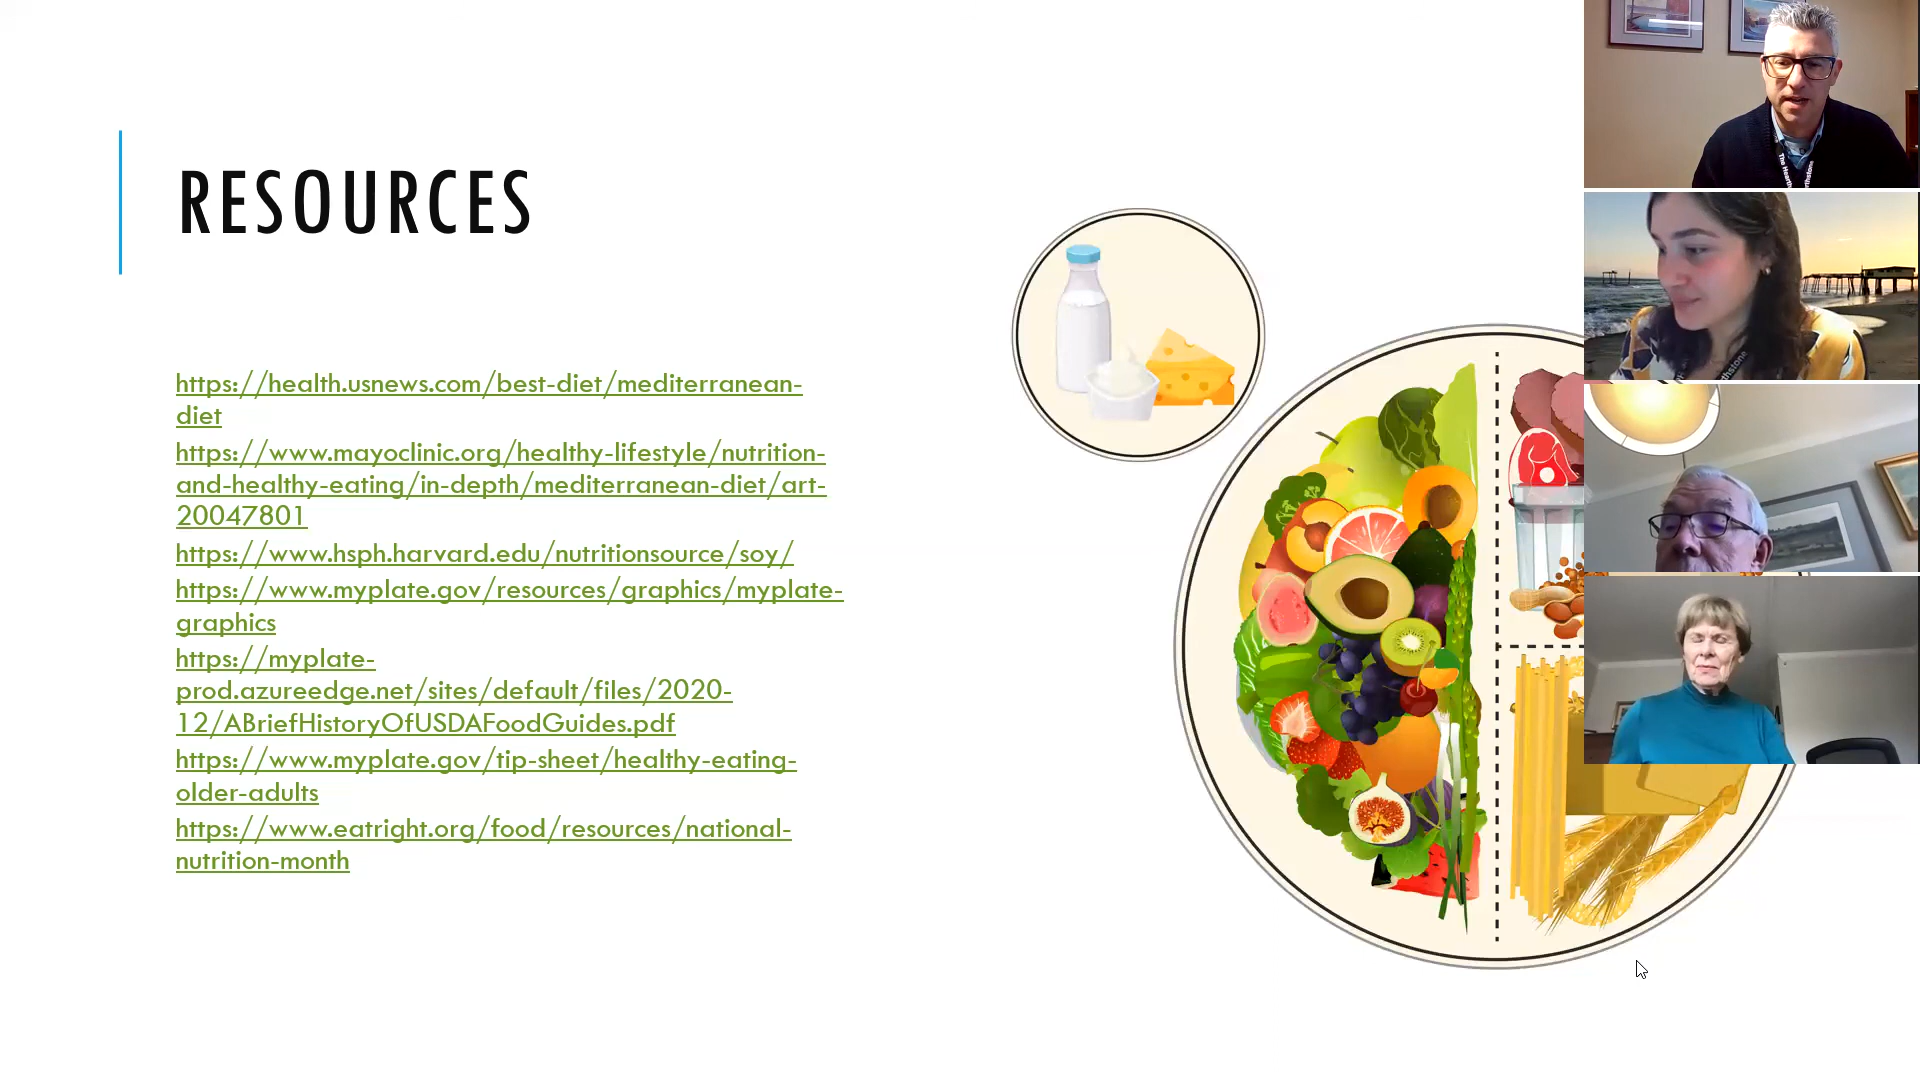 RESOURCES
https://health.usnews.com/best-diet/mediterranean-
diet
https://www.mayoclinic.org/healthy-lifestyle/nutrition-
and-healthy-eating/in-depth/mediterranean-diet/art-
20047801
https://www.hsph.harvard.edu/nutritionsource/soy/
https://www.myplate.gov/resources/graphics/myplate-
graphics
https://myplate-
prod.azureedge.net/sites/default/files/2020-
12/ABriefHistoryOfUSDAFoodGuides.pdf
https://www.myplate.gov/tip-sheet/healthy-eating-
older-adults
https://www.eatright.org/food/resources/national-
nutrition-month